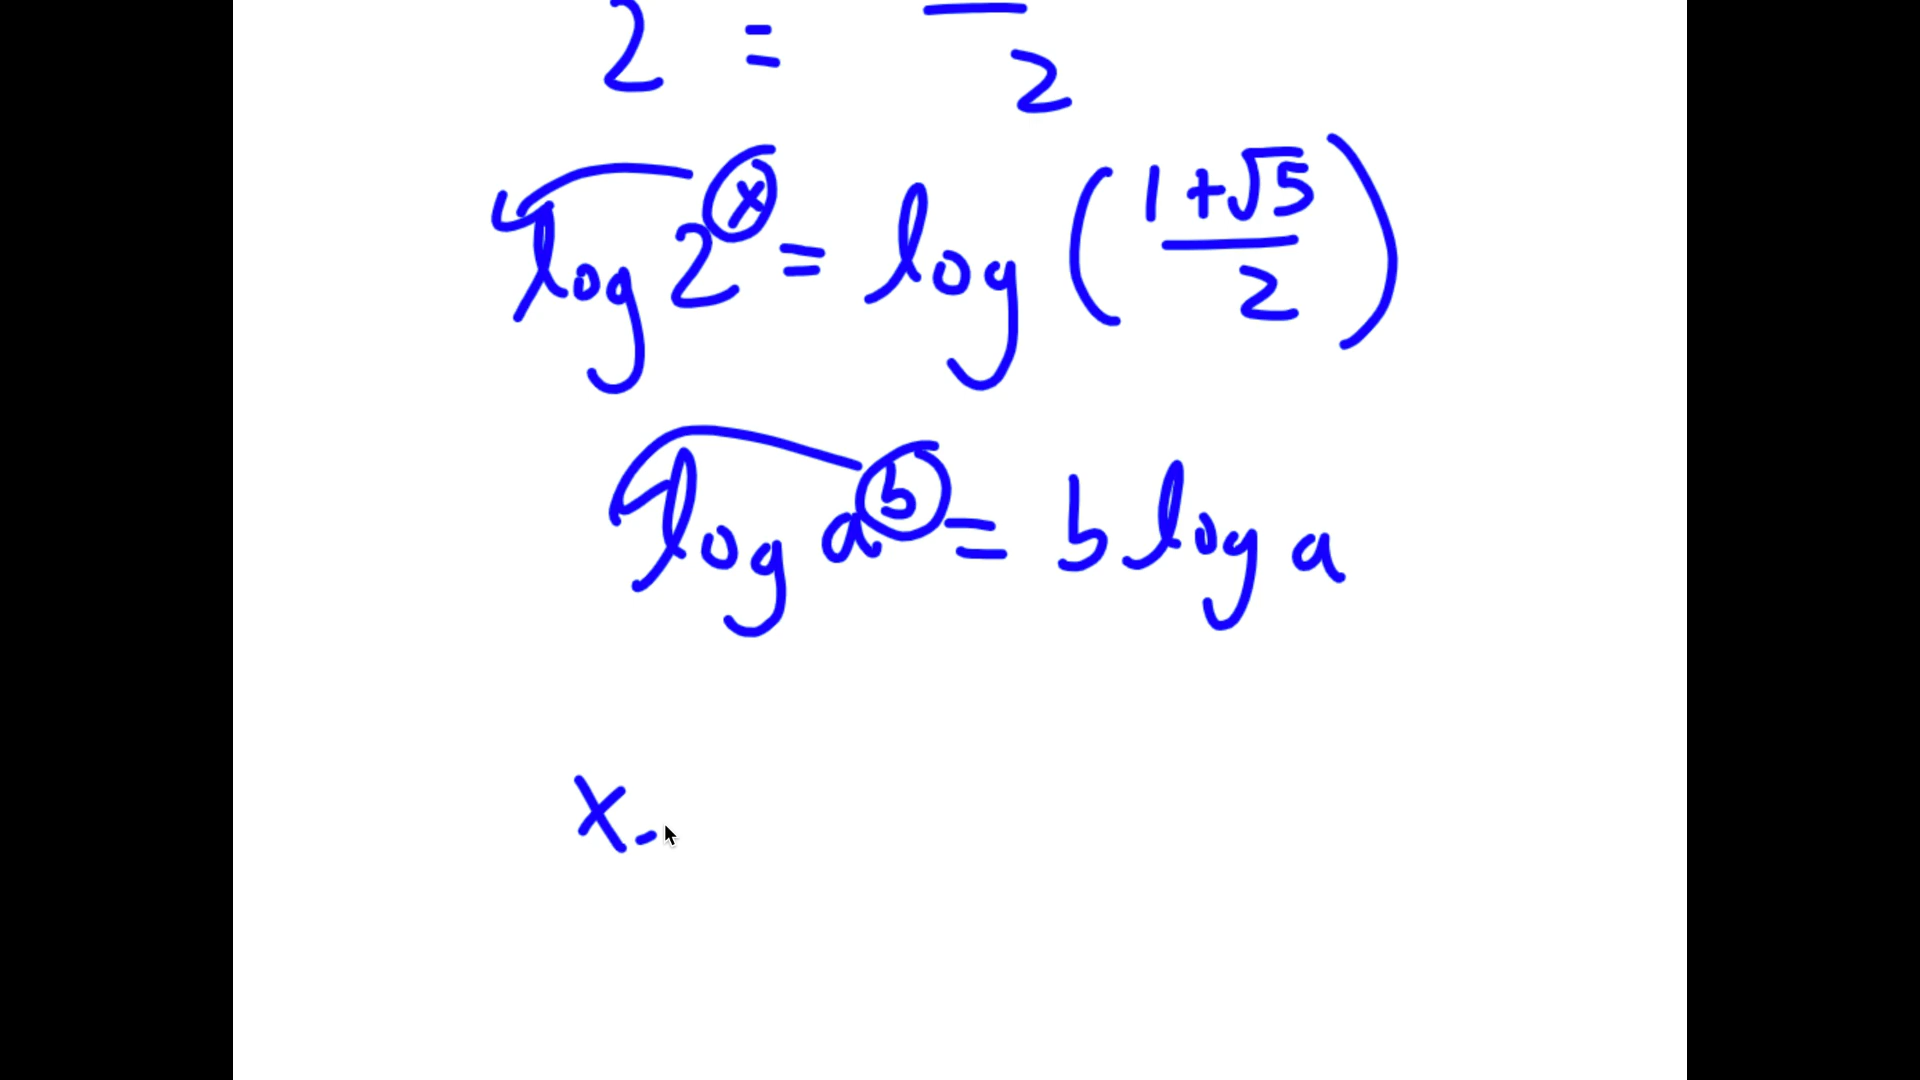 2 = ― 2
log 2^x = log ((1+√5)/2)
log a^b = b log a
x -